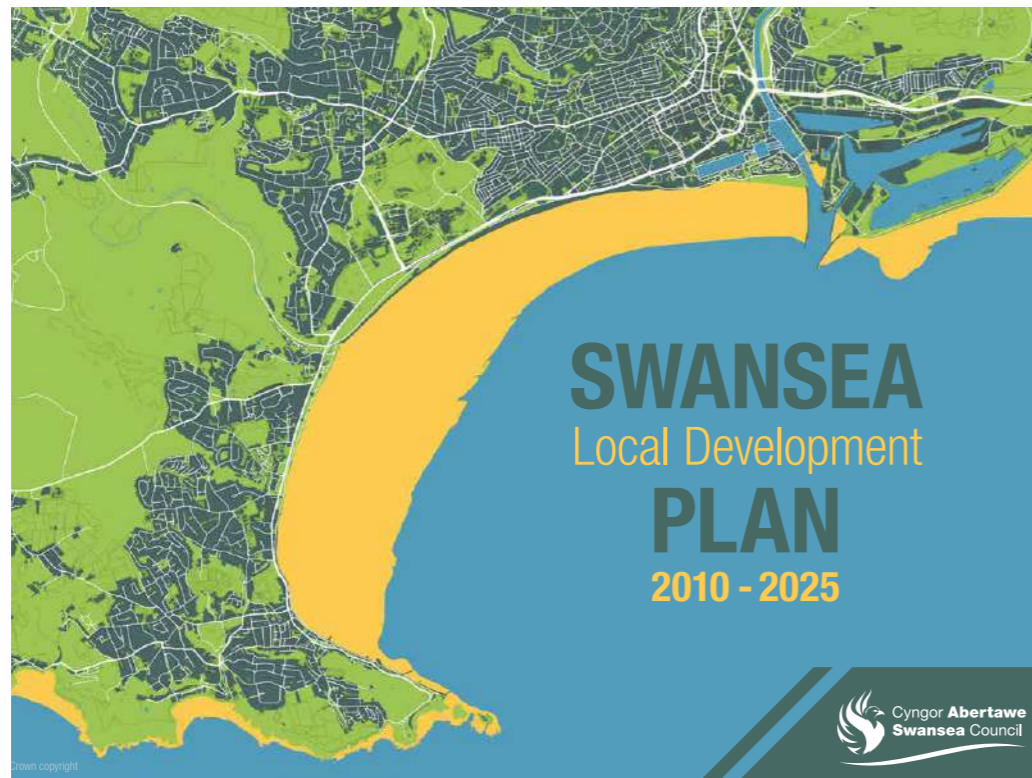 SWANSEA
Local Development
PLAN
2010 - 2025
Cyngor Abertawe
Swansea Council
Crown copyright